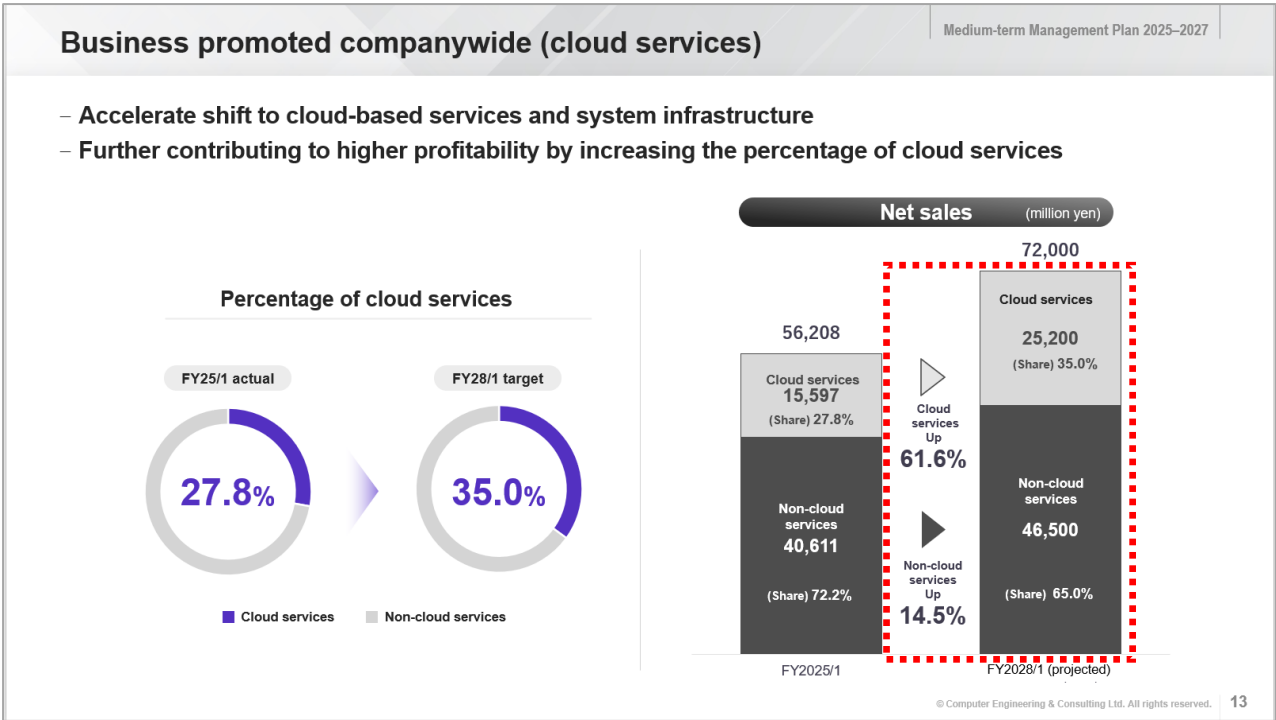 Business promoted companywide (cloud services)
Medium-term Management Plan 2025–2027
– Accelerate shift to cloud-based services and system infrastructure
– Further contributing to higher profitability by increasing the percentage of cloud services
Percentage of cloud services
FY25/1 actual
FY28/1 target
27.8%
35.0%
Cloud services
Non-cloud services
Net sales
(million yen)
56,208
Cloud services
15,597
(Share) 27.8%
Non-cloud
services
40,611
(Share) 72.2%
FY2025/1
Cloud
services
Up
61.6%
Non-cloud
services
Up
14.5%
72,000
Cloud services
25,200
(Share) 35.0%
Non-cloud
services
46,500
(Share) 65.0%
FY2028/1 (projected)
© Computer Engineering & Consulting Ltd. All rights reserved.
13